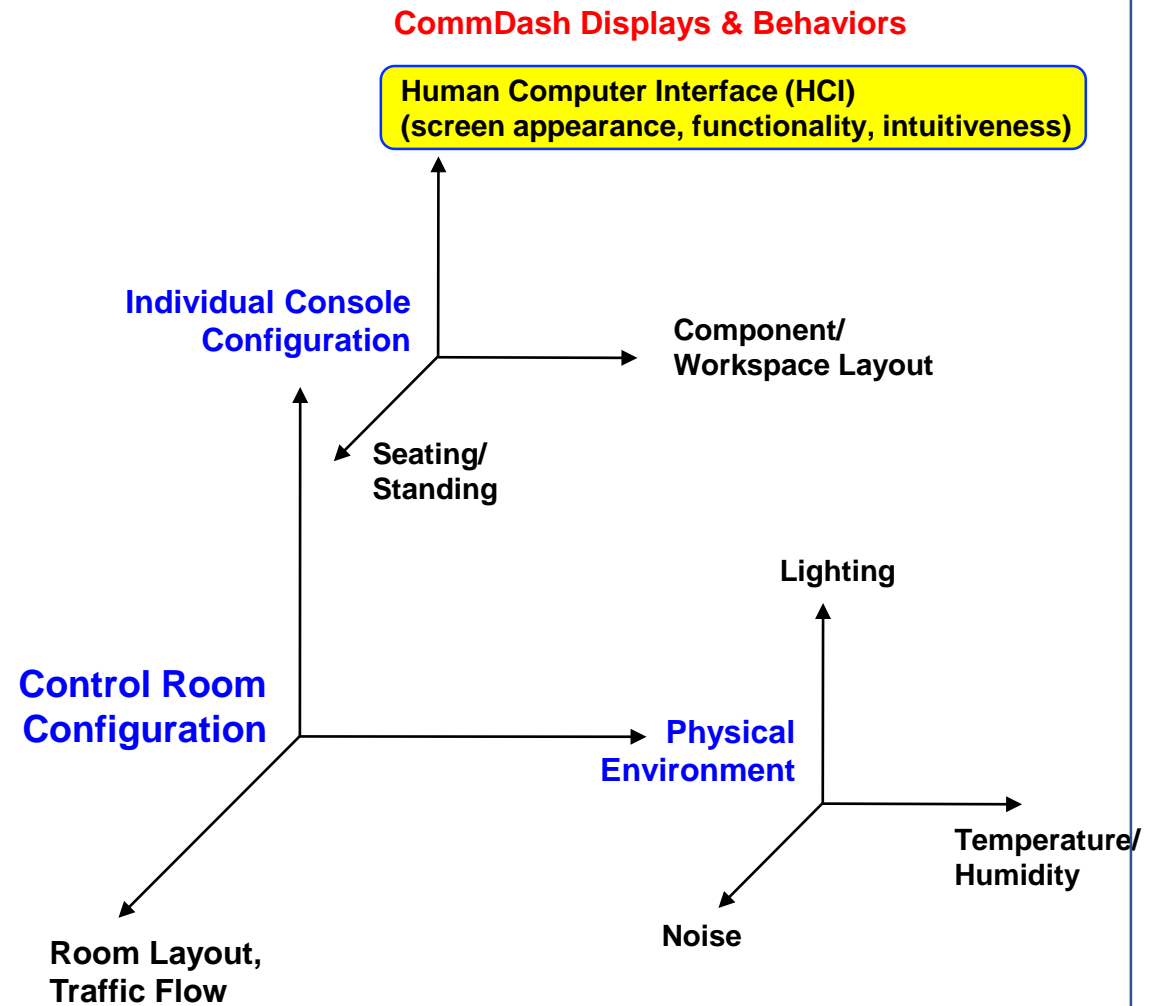 CommDash Displays & Behaviors
Human Computer Interface (HCI)
(screen appearance, functionality, intuitiveness)
Individual Console
Configuration
Component/
Workspace Layout
Seating/
Standing
Lighting
Control Room
Configuration
Physical
Environment
Temperature/
Humidity
Noise
Room Layout,
Traffic Flow